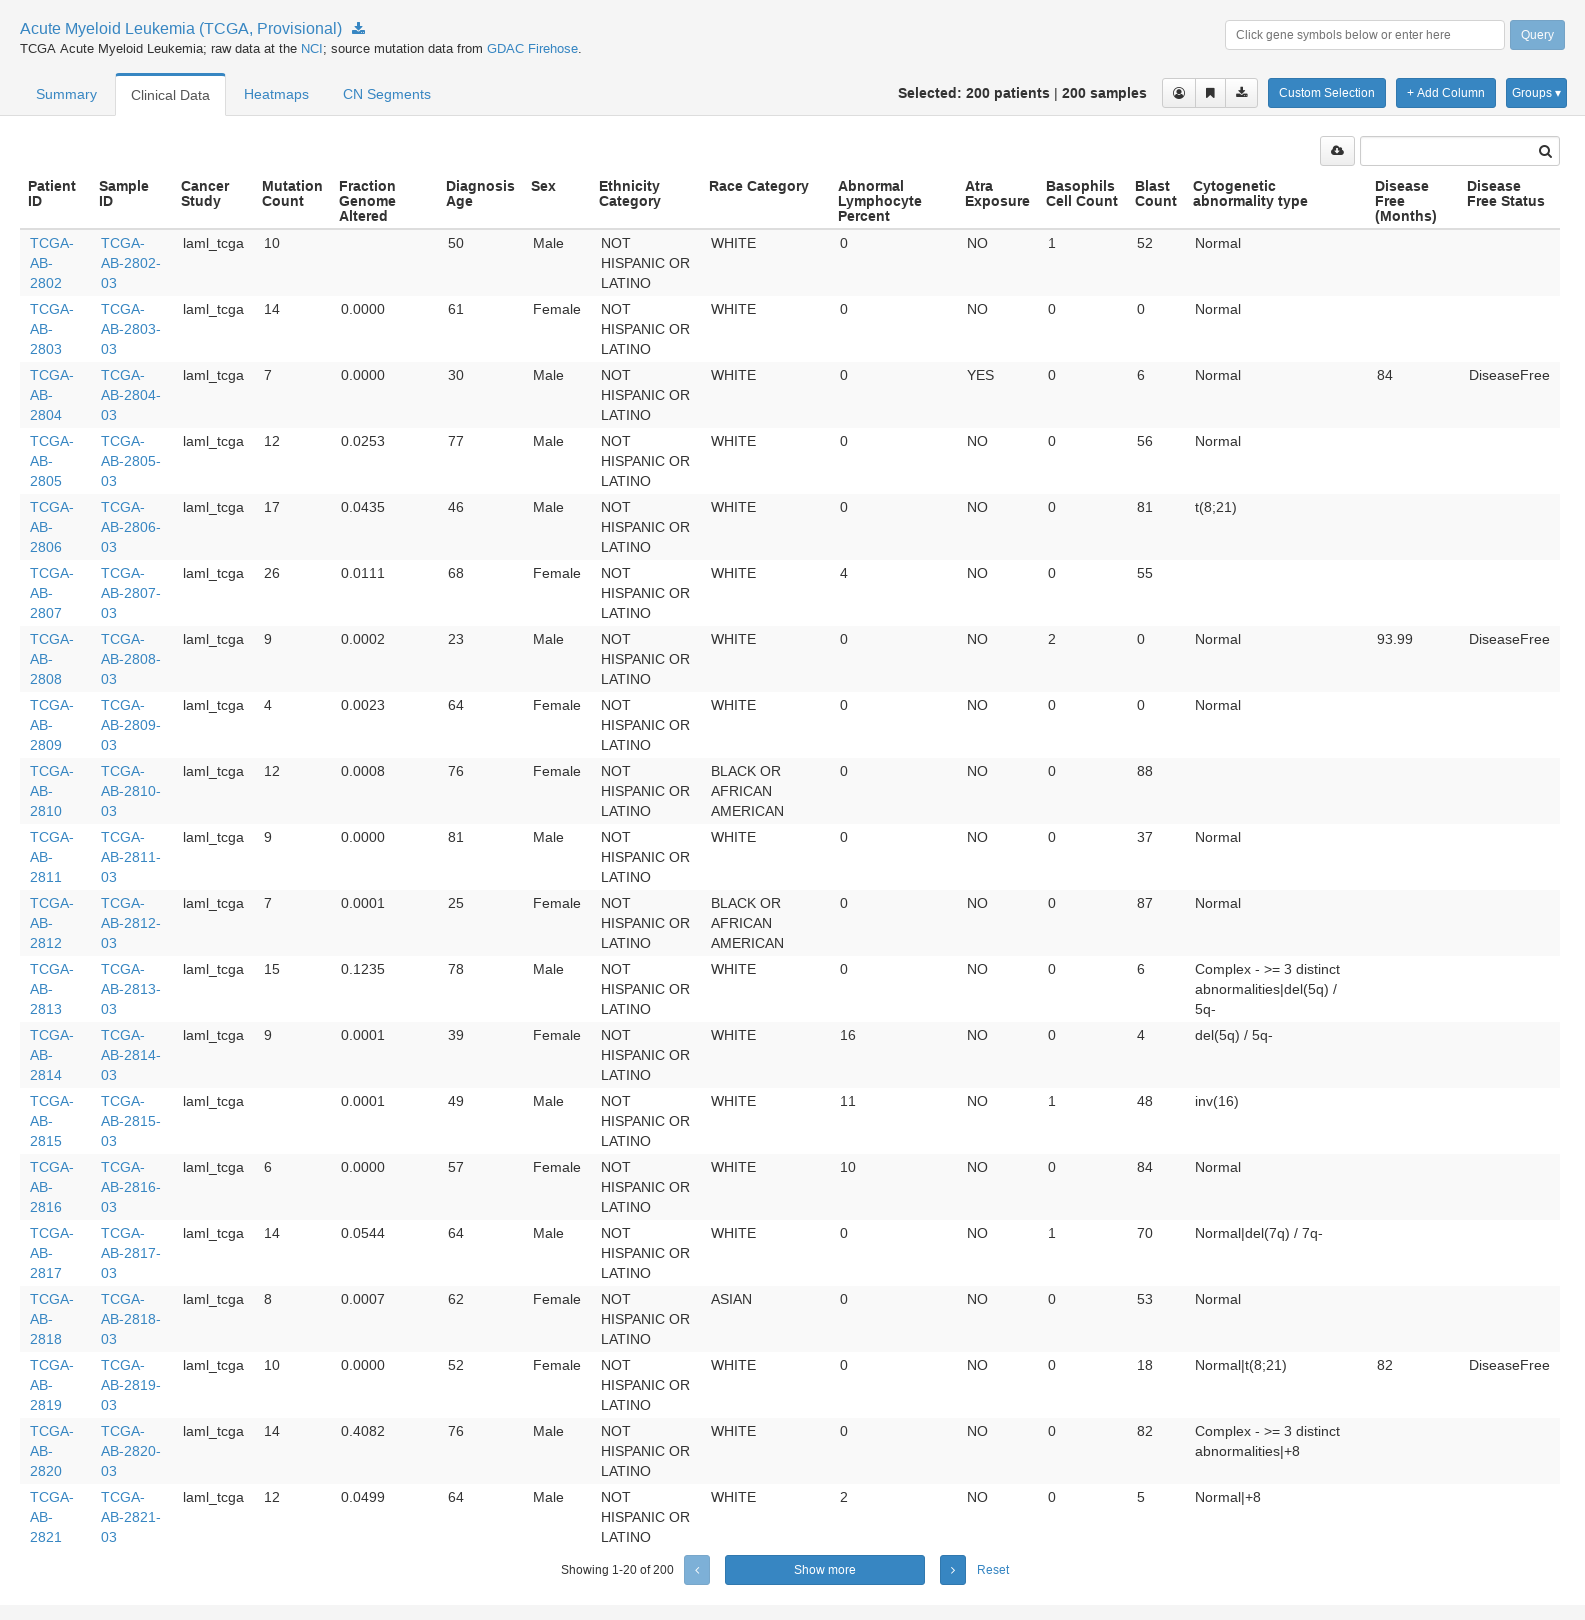 Acute Myeloid Leukemia (TCGA, Provisional)
TCGA Acute Myeloid Leukemia; raw data at the NCI; source mutation data from GDAC Firehose.
Click gene symbols below or enter here
Query
Summary Clinical Data Heatmaps CN Segments
Selected: 200 patients | 200 samples
Custom Selection + Add Column Groups ▾
Patient ID Sample ID Cancer Study Mutation Count Fraction Genome Altered Diagnosis Age Sex Ethnicity Category Race Category Abnormal Lymphocyte Percent Atra Exposure Basophils Cell Count Blast Count Cytogenetic abnormality type Disease Free (Months) Disease Free Status
TCGA-AB-2802 TCGA-AB-2802-03 laml_tcga 10 50 Male NOT HISPANIC OR LATINO WHITE 0 NO 1 52 Normal
TCGA-AB-2803 TCGA-AB-2803-03 laml_tcga 14 0.0000 61 Female NOT HISPANIC OR LATINO WHITE 0 NO 0 0 Normal
TCGA-AB-2804 TCGA-AB-2804-03 laml_tcga 7 0.0000 30 Male NOT HISPANIC OR LATINO WHITE 0 YES 0 6 Normal 84 DiseaseFree
TCGA-AB-2805 TCGA-AB-2805-03 laml_tcga 12 0.0253 77 Male NOT HISPANIC OR LATINO WHITE 0 NO 0 56 Normal
TCGA-AB-2806 TCGA-AB-2806-03 laml_tcga 17 0.0435 46 Male NOT HISPANIC OR LATINO WHITE 0 NO 0 81 t(8;21)
TCGA-AB-2807 TCGA-AB-2807-03 laml_tcga 26 0.0111 68 Female NOT HISPANIC OR LATINO WHITE 4 NO 0 55
TCGA-AB-2808 TCGA-AB-2808-03 laml_tcga 9 0.0002 23 Male NOT HISPANIC OR LATINO WHITE 0 NO 2 0 Normal 93.99 DiseaseFree
TCGA-AB-2809 TCGA-AB-2809-03 laml_tcga 4 0.0023 64 Female NOT HISPANIC OR LATINO WHITE 0 NO 0 0 Normal
TCGA-AB-2810 TCGA-AB-2810-03 laml_tcga 12 0.0008 76 Female NOT HISPANIC OR LATINO BLACK OR AFRICAN AMERICAN 0 NO 0 88
TCGA-AB-2811 TCGA-AB-2811-03 laml_tcga 9 0.0000 81 Male NOT HISPANIC OR LATINO WHITE 0 NO 0 37 Normal
TCGA-AB-2812 TCGA-AB-2812-03 laml_tcga 7 0.0001 25 Female NOT HISPANIC OR LATINO BLACK OR AFRICAN AMERICAN 0 NO 0 87 Normal
TCGA-AB-2813 TCGA-AB-2813-03 laml_tcga 15 0.1235 78 Male NOT HISPANIC OR LATINO WHITE 0 NO 0 6 Complex - >= 3 distinct abnormalities|del(5q) / 5q-
TCGA-AB-2814 TCGA-AB-2814-03 laml_tcga 9 0.0001 39 Female NOT HISPANIC OR LATINO WHITE 16 NO 0 4 del(5q) / 5q-
TCGA-AB-2815 TCGA-AB-2815-03 laml_tcga 0.0001 49 Male NOT HISPANIC OR LATINO WHITE 11 NO 1 48 inv(16)
TCGA-AB-2816 TCGA-AB-2816-03 laml_tcga 6 0.0000 57 Female NOT HISPANIC OR LATINO WHITE 10 NO 0 84 Normal
TCGA-AB-2817 TCGA-AB-2817-03 laml_tcga 14 0.0544 64 Male NOT HISPANIC OR LATINO WHITE 0 NO 1 70 Normal|del(7q) / 7q-
TCGA-AB-2818 TCGA-AB-2818-03 laml_tcga 8 0.0007 62 Female NOT HISPANIC OR LATINO ASIAN 0 NO 0 53 Normal
TCGA-AB-2819 TCGA-AB-2819-03 laml_tcga 10 0.0000 52 Female NOT HISPANIC OR LATINO WHITE 0 NO 0 18 Normal|t(8;21) 82 DiseaseFree
TCGA-AB-2820 TCGA-AB-2820-03 laml_tcga 14 0.4082 76 Male NOT HISPANIC OR LATINO WHITE 0 NO 0 82 Complex - >= 3 distinct abnormalities|+8
TCGA-AB-2821 TCGA-AB-2821-03 laml_tcga 12 0.0499 64 Male NOT HISPANIC OR LATINO WHITE 2 NO 0 5 Normal|+8
Showing 1-20 of 200 ‹ Show more › Reset